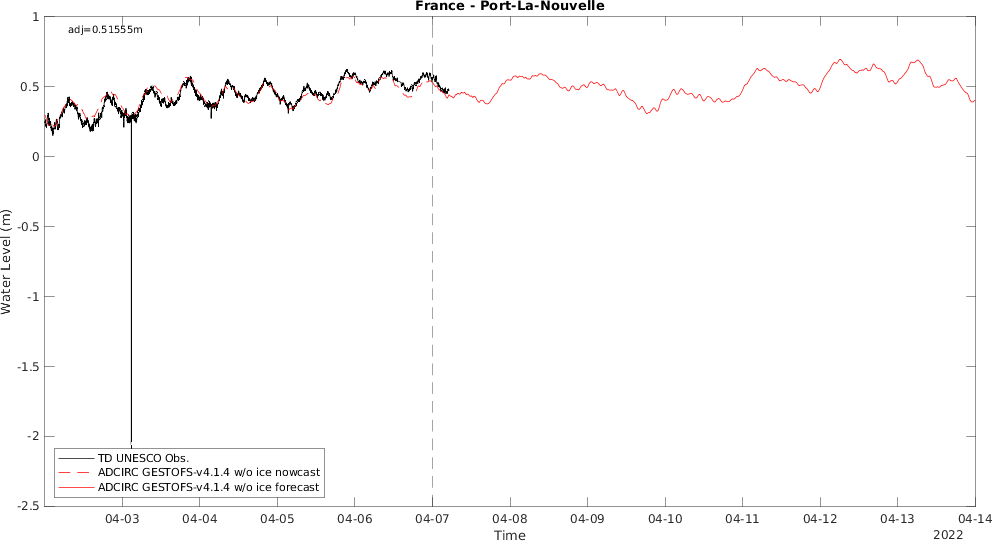 France - Port-La-Nouvelle
adj=0.51555m
1
0.5
0
-0.5
-1
-1.5
-2
-2.5
Water Level (m)
TD UNESCO Obs.
ADCIRC GESTOFS-v4.1.4 w/o ice nowcast
ADCIRC GESTOFS-v4.1.4 w/o ice forecast
04-03 04-04 04-05 04-06 04-07 04-08 04-09 04-10 04-11 04-12 04-13 04-14
Time
2022